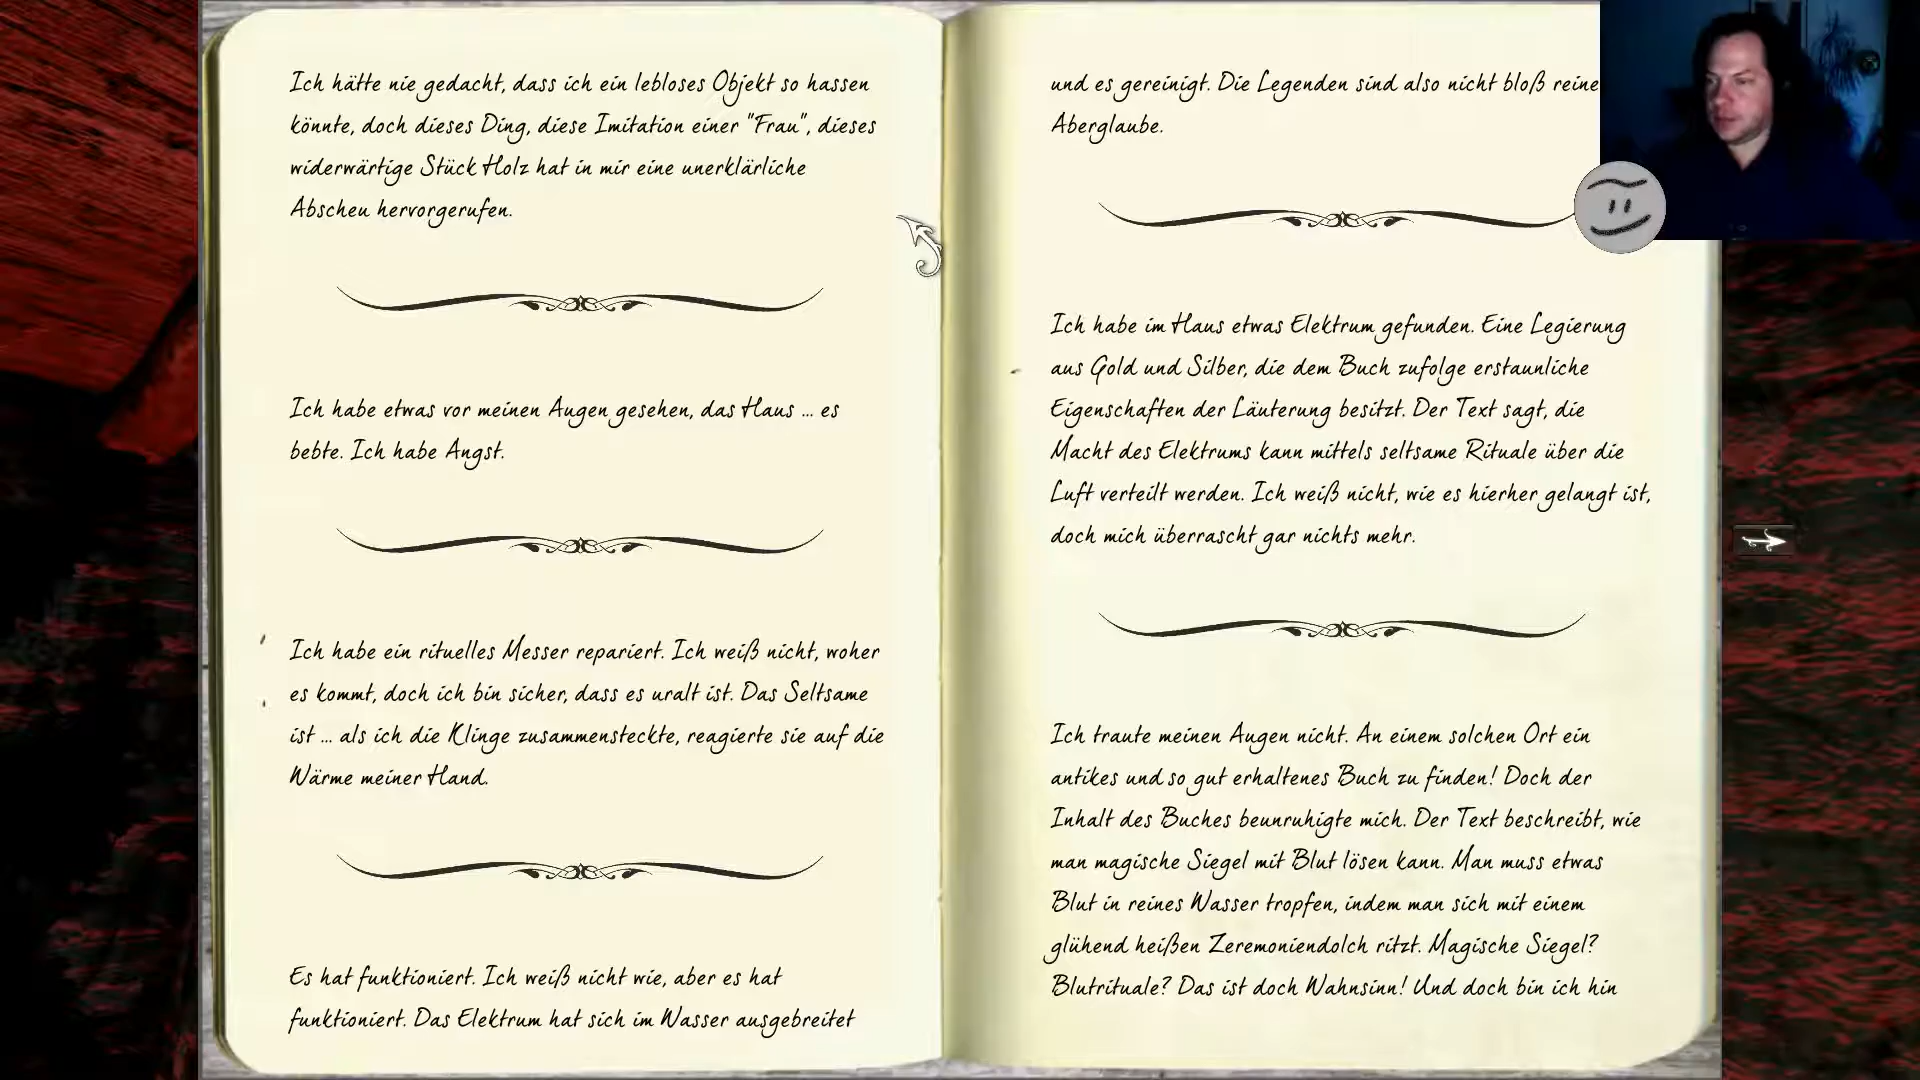 Ich hätte nie gedacht, dass ich ein lebloses Objekt so hassen
könnte, doch dieses Ding, diese Imitation einer "Frau", dieses
widerwärtige Stück Holz hat in mir eine unerklärliche
Abscheu hervorgerufen.
Ich habe etwas vor meinen Augen gesehen, das Haus ... es
bebte. Ich habe Angst.
Ich habe ein rituelles Messer repariert. Ich weiß nicht, woher
es kommt, doch ich bin sicher, dass es uralt ist. Das Seltsame
ist ... als ich die Klinge zusammensteckte, reagierte sie auf die
Wärme meiner Hand.
Es hat funktioniert. Ich weiß nicht wie, aber es hat
funktioniert. Das Elektrum hat sich im Wasser ausgebreitet
und es gereinigt. Die Legenden sind also nicht bloß reine
Aberglaube.
Ich habe im Haus etwas Elektrum gefunden. Eine Legierung
aus Gold und Silber, die dem Buch zufolge erstaunliche
Eigenschaften der Läuterung besitzt. Der Text sagt, die
Macht des Elektrums kann mittels seltsame Rituale über die
Luft verteilt werden. Ich weiß nicht, wie es hierher gelangt ist,
doch mich überrascht gar nichts mehr.
Ich traute meinen Augen nicht. An einem solchen Ort ein
antikes und so gut erhaltenes Buch zu finden! Doch der
Inhalt des Buches beunruhigte mich. Der Text beschreibt, wie
man magische Siegel mit Blut lösen kann. Man muss etwas
Blut in reines Wasser tropfen, indem man sich mit einem
glühend heißen Zeremoniendolch ritzt. Magische Siegel?
Blutrituale? Das ist doch Wahnsinn! Und doch bin ich hin